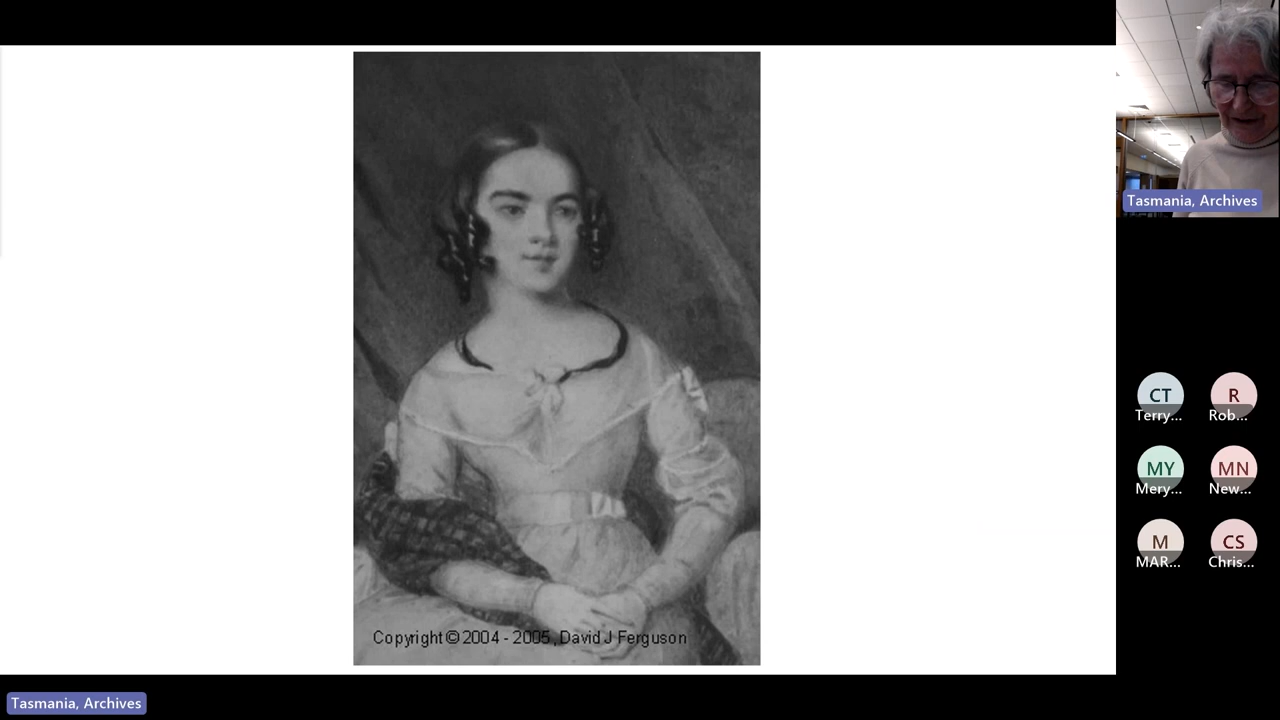 Tasmania, Archives
CT
R
Terry...
Rob...
MY
MN
Mery...
New...
M
CS
MAR...
Chris...
Copyright © 2004 - 2005, David J Ferguson
Tasmania, Archives